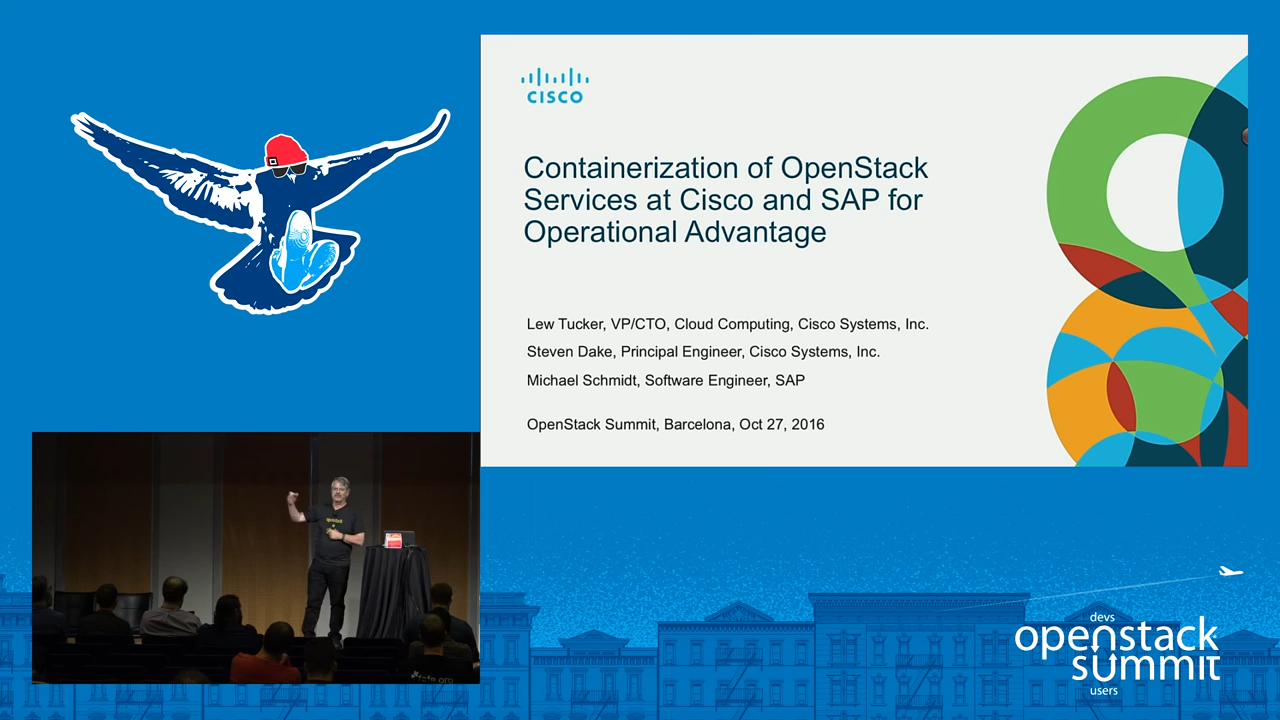 CISCO
Containerization of OpenStack
Services at Cisco and SAP for
Operational Advantage
Lew Tucker, VP/CTO, Cloud Computing, Cisco Systems, Inc.
Steven Dake, Principal Engineer, Cisco Systems, Inc.
Michael Schmidt, Software Engineer, SAP
OpenStack Summit, Barcelona, Oct 27, 2016
devs
openstack
summit
users